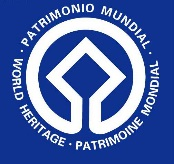 · PATRIMONIO MUNDIAL ·
WORLD HERITAGE · PATRIMOINE MONDIAL